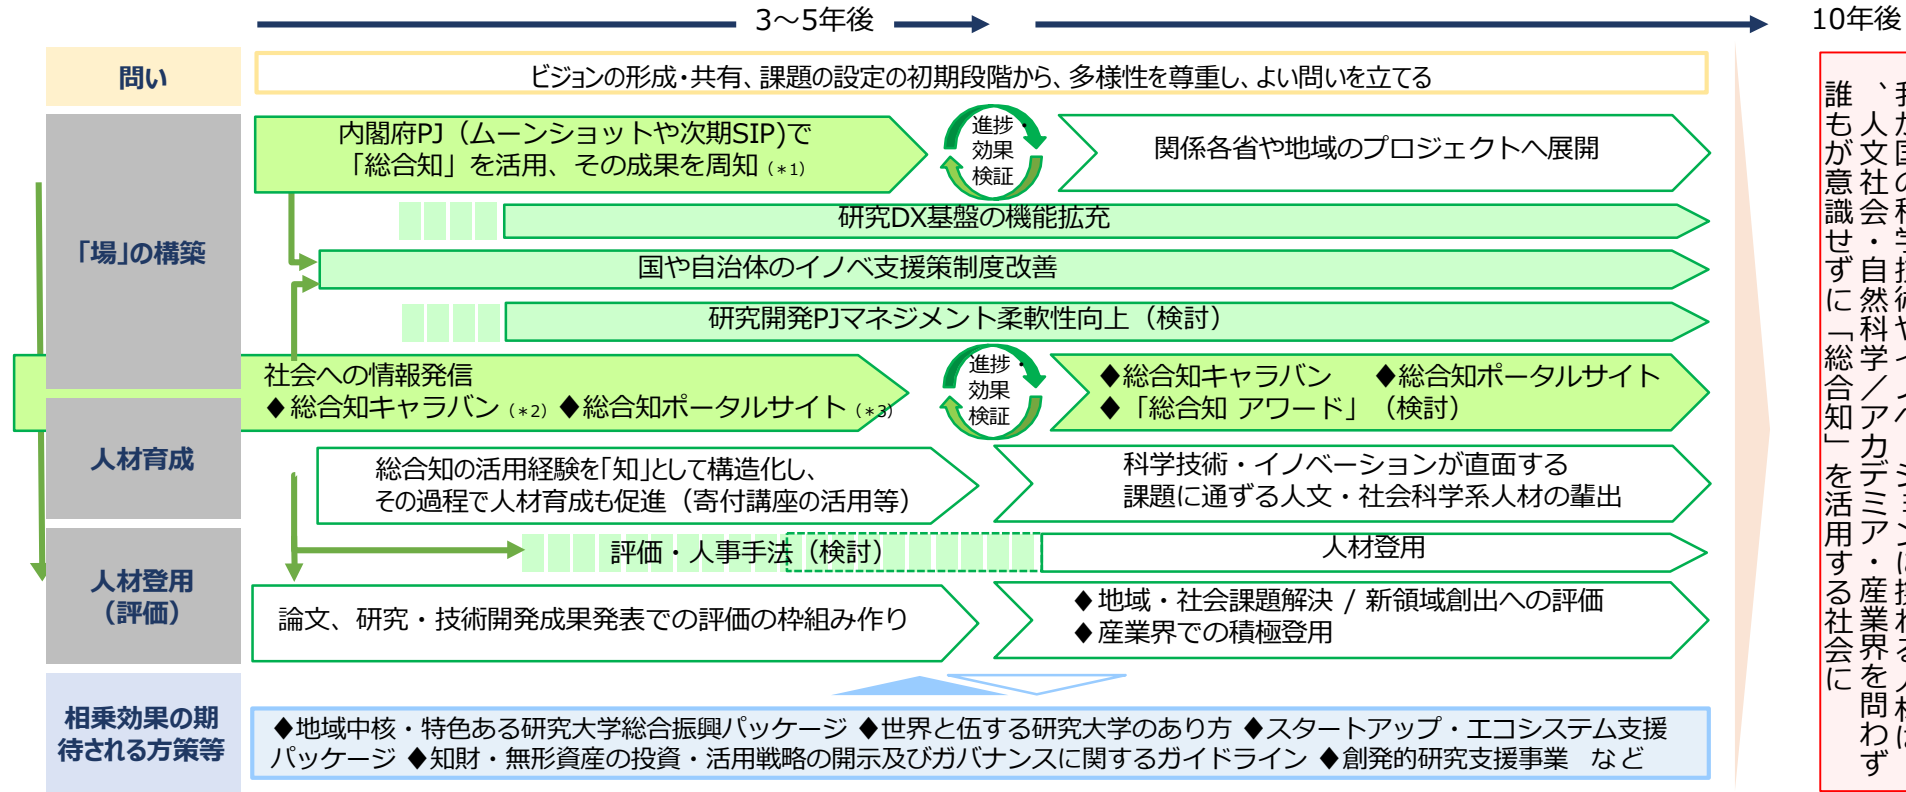 3～5年後
10年後
問い
ビジョンの形成・共有、課題の設定の初期段階から、多様性を尊重し、よい問いを立てる
「場」の構築
内閣府PJ（ムーンショットや次期SIP)で
「総合知」を活用、その成果を周知（*1）
進捗・
効果
検証
関係各省や地域のプロジェクトへ展開
研究DX基盤の機能拡充
国や自治体のイノベ支援策制度改善
研究開発PJマネジメント柔軟性向上（検討）
社会への情報発信
◆総合知キャラバン（*2）◆総合知ポータルサイト（*3）
進捗・
効果
検証
◆総合知キャラバン　◆総合知ポータルサイト
◆「総合知 アワード」（検討）
人材育成
総合知の活用経験を「知」として構造化し、
その過程で人材育成も促進（寄付講座の活用等）
科学技術・イノベーションが直面する
課題に通ずる人文・社会科学系人材の輩出
人材登用
（評価）
評価・人事手法（検討）
人材登用
論文、研究・技術開発成果発表での評価の枠組み作り
◆地域・社会課題解決 / 新領域創出への評価
◆産業界での積極登用
相乗効果の期
待される方策等
◆地域中核・特色ある研究大学総合振興パッケージ ◆世界と伍する研究大学のあり方 ◆スタートアップ・エコシステム支援
パッケージ ◆知財・無形資産の投資・活用戦略の開示及びガバナンスに関するガイドライン ◆創発的研究支援事業　など
、人文社会・自然科学／アカデミア・産業界を問わず
誰もが意識せずに「総合知」を活用する社会に